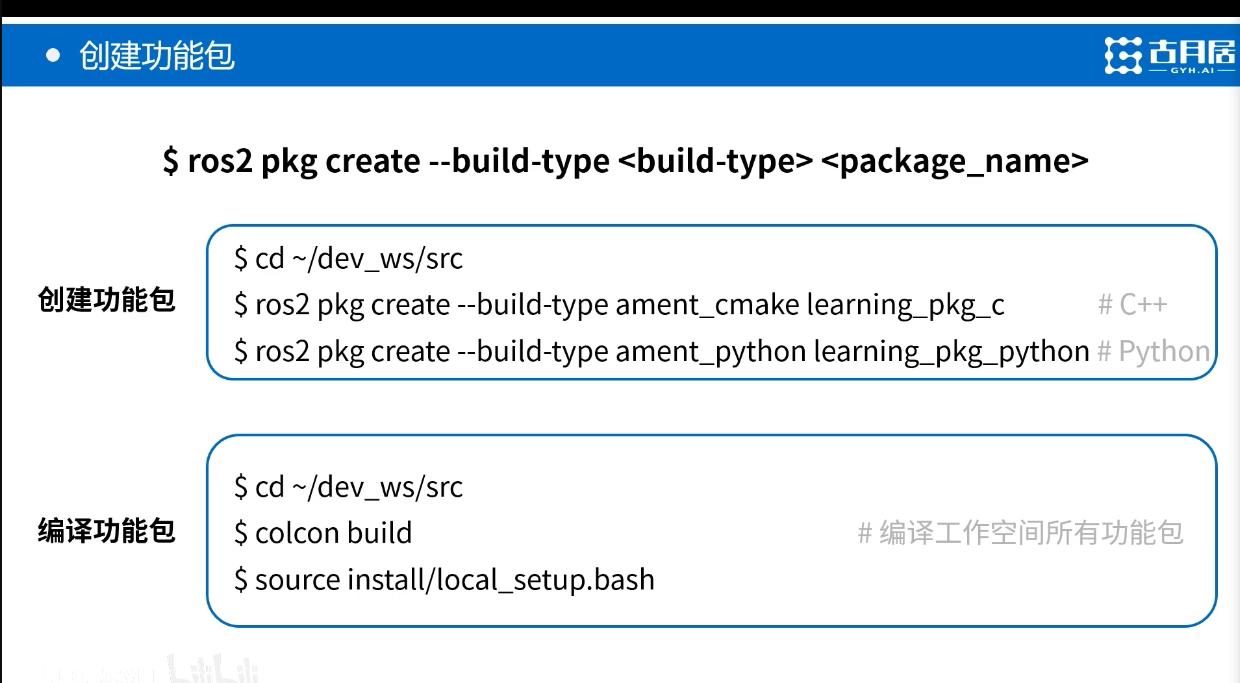 创建功能包
古月居
GYH.AI
$ ros2 pkg create --build-type <build-type> <package_name>
创建功能包
$ cd ~/dev_ws/src
$ ros2 pkg create --build-type ament_cmake learning_pkg_c # C++
$ ros2 pkg create --build-type ament_python learning_pkg_python # Python
编译功能包
$ cd ~/dev_ws/src
$ colcon build # 编译工作空间所有功能包
$ source install/local_setup.bash